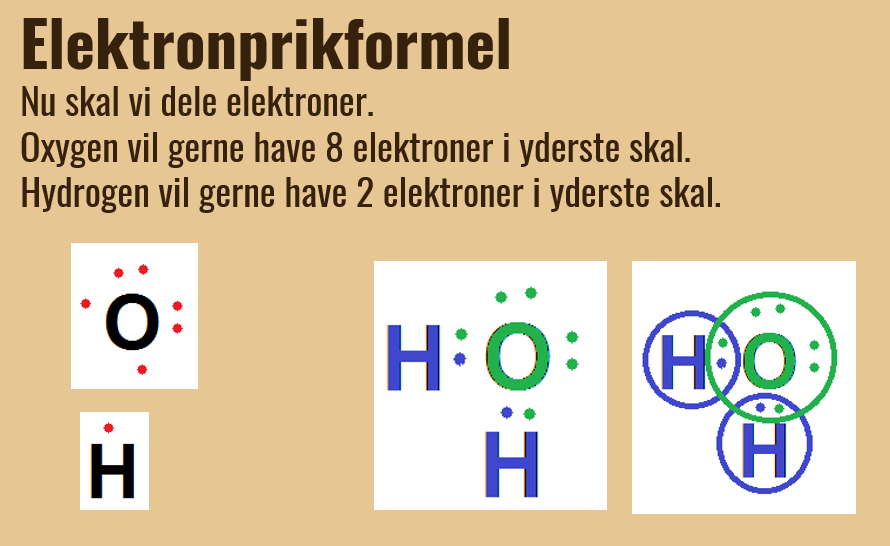 Elektronprikformel
Nu skal vi dele elektroner.
Oxygen vil gerne have 8 elektroner i yderste skal.
Hydrogen vil gerne have 2 elektroner i yderste skal.
O
H
H O
H
H O
H